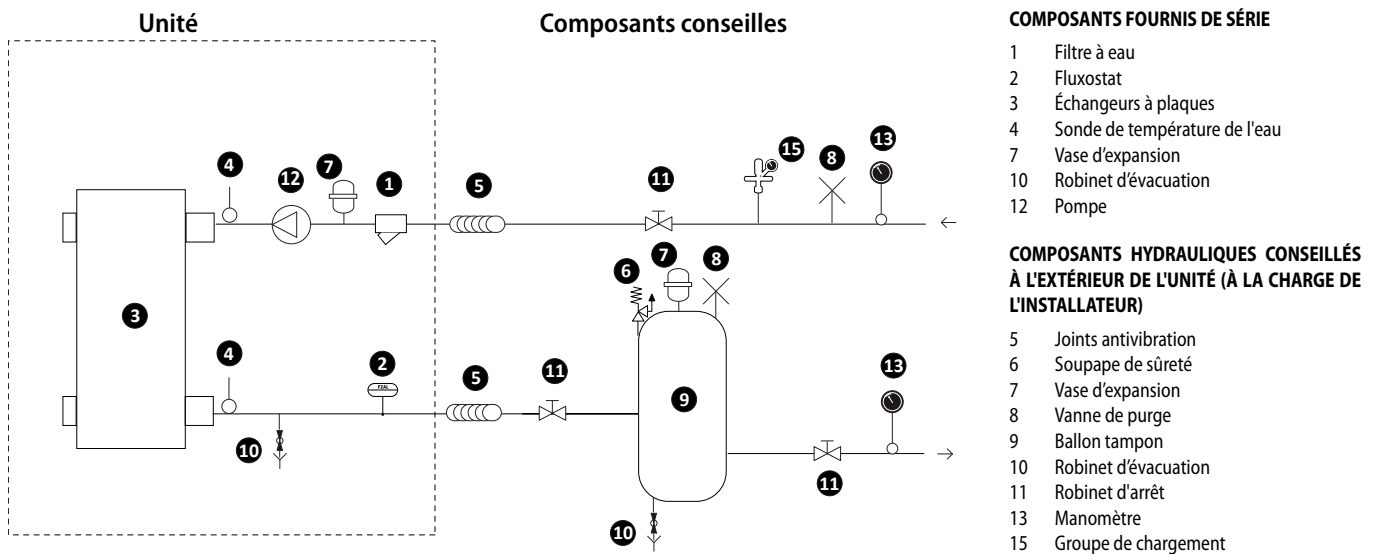 Unité
Composants conseilles
4
12
7
1
5
11
15
8
13
3
6
7
8
4
2
FZAL
5
11
9
13
10
11
10
COMPOSANTS FOURNIS DE SÉRIE
1 Filtre à eau
2 Fluxostat
3 Échangeurs à plaques
4 Sonde de température de l'eau
7 Vase d’expansion
10 Robinet d’évacuation
12 Pompe
COMPOSANTS HYDRAULIQUES CONSEILLÉS
À L'EXTÉRIEUR DE L'UNITÉ (À LA CHARGE DE
L'INSTALLATEUR)
5 Joints antivibration
6 Soupape de sûreté
7 Vase d’expansion
8 Vanne de purge
9 Ballon tampon
10 Robinet d’évacuation
11 Robinet d'arrêt
13 Manomètre
15 Groupe de chargement